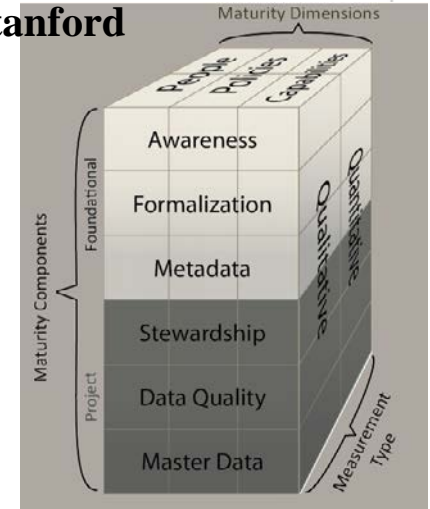 tanford
Maturity Dimensions
People
Policies
Capabilities
Maturity Components
Foundational
Project
Awareness
Formalization
Metadata
Stewardship
Data Quality
Master Data
Qualitative
Quantitative
Measurement
Type